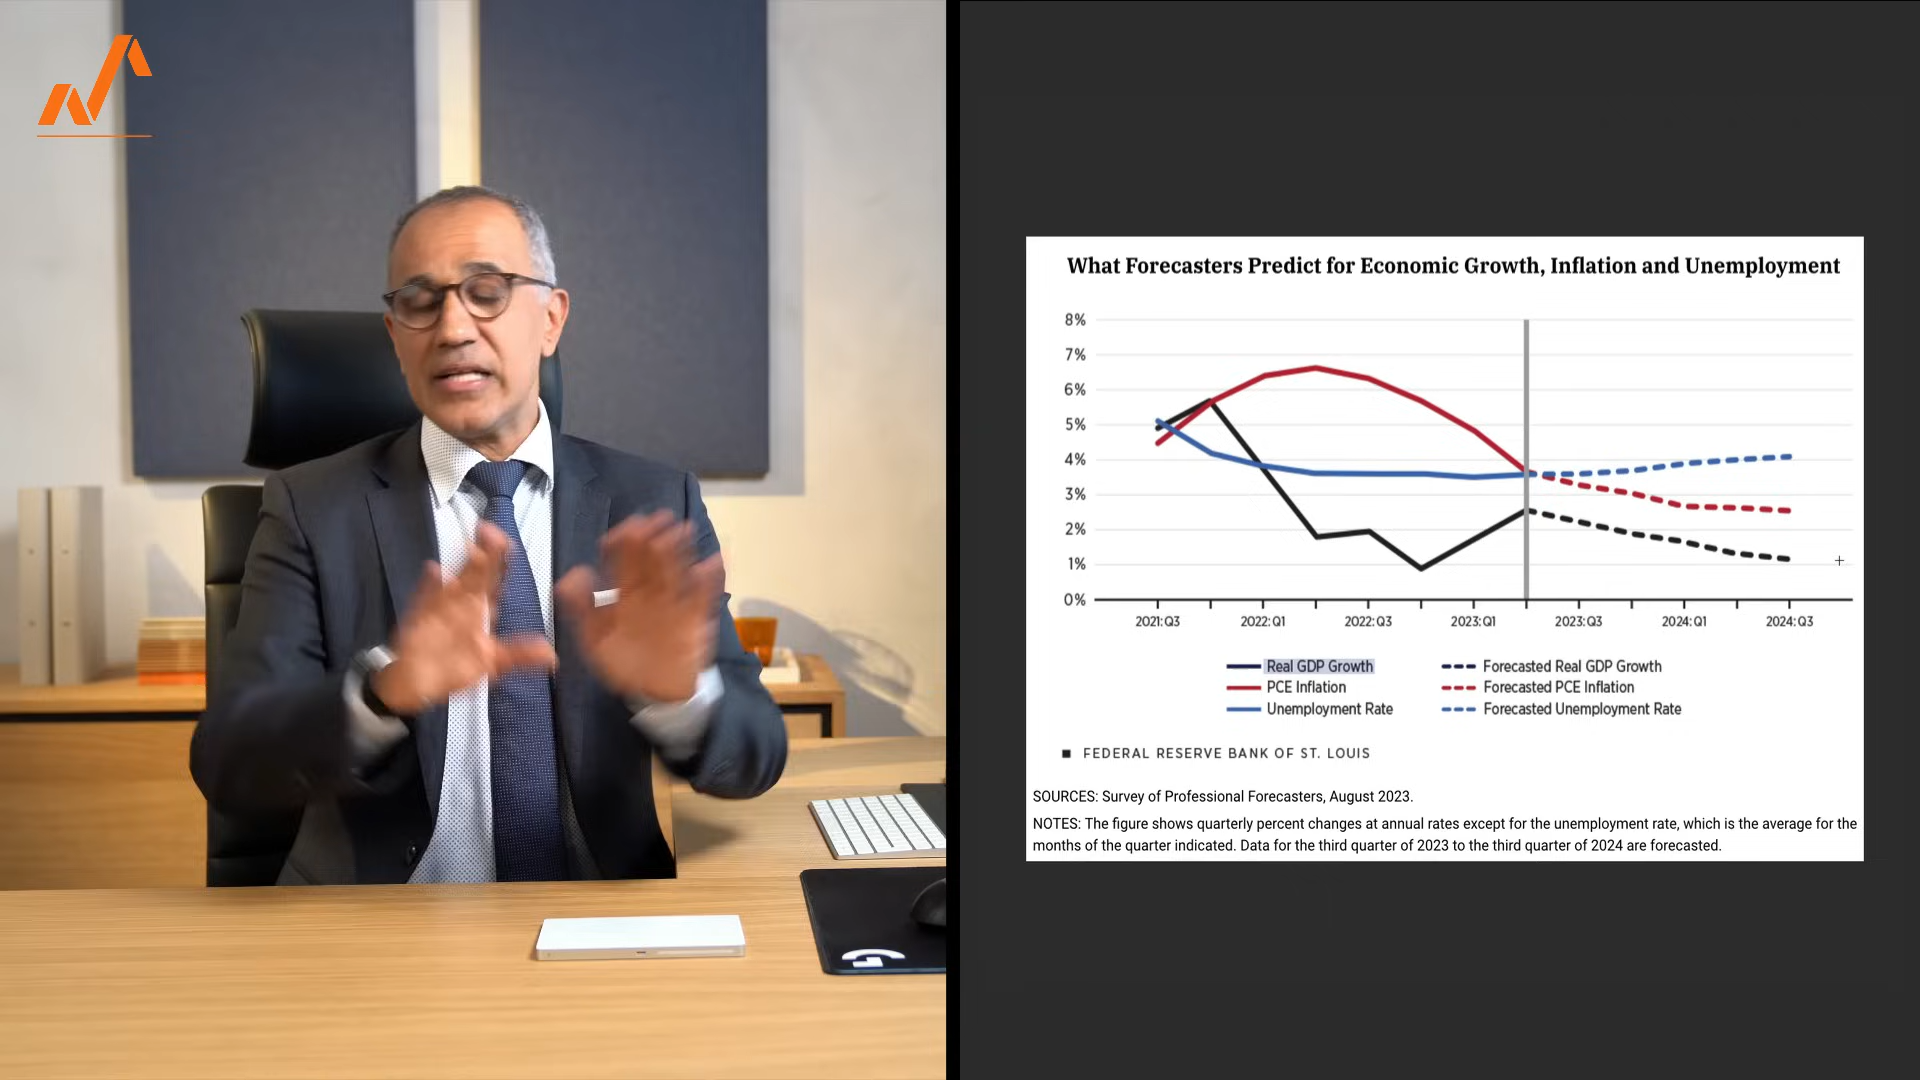 What Forecasters Predict for Economic Growth, Inflation and Unemployment
8%
7%
6%
5%
4%
3%
2%
1%
0%
2021:Q3
2022:Q1
2022:Q3
2023:Q1
2023:Q3
2024:Q1
2024:Q3
Real GDP Growth
Forecasted Real GDP Growth
PCE Inflation
Forecasted PCE Inflation
Unemployment Rate
Forecasted Unemployment Rate
FEDERAL RESERVE BANK OF ST. LOUIS
SOURCES: Survey of Professional Forecasters, August 2023.
NOTES: The figure shows quarterly percent changes at annual rates except for the unemployment rate, which is the average for the
months of the quarter indicated. Data for the third quarter of 2023 to the third quarter of 2024 are forecasted.